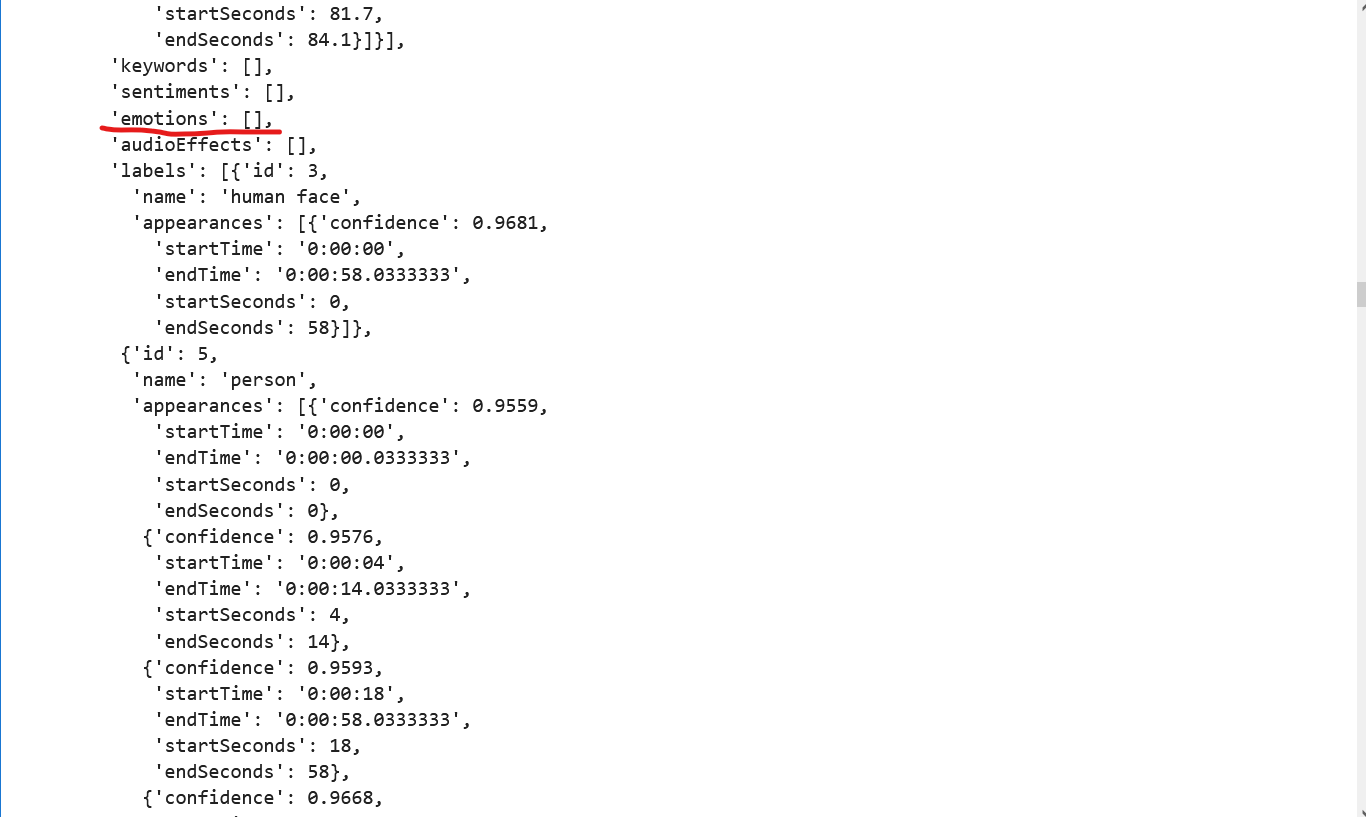 'startSeconds': 81.7,
'endSeconds': 84.1}]}],
'keywords': [],
'sentiments': [],
'emotions': [],
'audioEffects': [],
'labels': [{'id': 3,
'name': 'human face',
'appearances': [{'confidence': 0.9681,
'startTime': '0:00:00',
'endTime': '0:00:58.0333333',
'startSeconds': 0,
'endSeconds': 58}]},
{'id': 5,
'name': 'person',
'appearances': [{'confidence': 0.9559,
'startTime': '0:00:00',
'endTime': '0:00:00.0333333',
'startSeconds': 0,
'endSeconds': 0},
{'confidence': 0.9576,
'startTime': '0:00:04',
'endTime': '0:00:14.0333333',
'startSeconds': 4,
'endSeconds': 14},
{'confidence': 0.9593,
'startTime': '0:00:18',
'endTime': '0:00:58.0333333',
'startSeconds': 18,
'endSeconds': 58},
{'confidence': 0.9668,